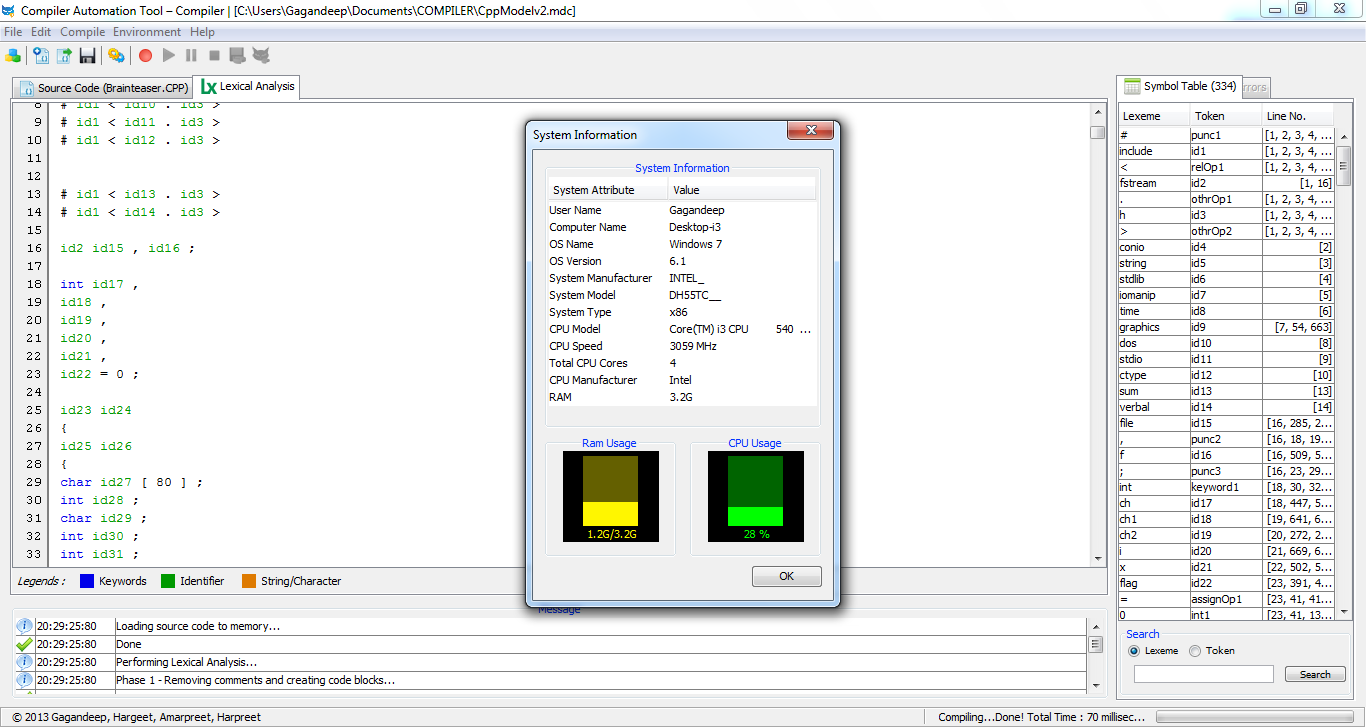 Compiler Automation Tool – Compiler | [C:\Users\Gagandeep\Documents\COMPILER\CppModelv2.mdc]
File Edit Compile Environment Help
Source Code (Brainteaser.CPP) Lexical Analysis
8 # id1 < id10 . id3 >
9 # id1 < id11 . id3 >
10 # id1 < id12 . id3 >
11
12
13 # id1 < id13 . id3 >
14 # id1 < id14 . id3 >
15
16 id2 id15 , id16 ;
17
18 int id17 ,
19 id18 ,
20 id19 ,
21 id20 ,
22 id21 ,
23 id22 = 0 ;
24
25 id23 id24
26 {
27 id25 id26
28 {
29 char id27 [ 80 ] ;
30 int id28 ;
31 char id29 ;
32 int id30 ;
33 int id31 ;
Legends : Keywords Identifier String/Character
System Information
System Information
System Attribute Value
User Name Gagandeep
Computer Name Desktop-i3
OS Name Windows 7
OS Version 6.1
System Manufacturer INTEL_
System Model DH55TC__
System Type x86
CPU Model Core(TM) i3 CPU 540 ...
CPU Speed 3059 MHz
Total CPU Cores 4
CPU Manufacturer Intel
RAM 3.2G
Ram Usage CPU Usage
1.2G/3.2G 28 %
OK
Message
20:29:25:80 Loading source code to memory...
20:29:25:80 Done
20:29:25:80 Performing Lexical Analysis...
20:29:25:80 Phase 1 - Removing comments and creating code blocks...
Symbol Table (334) rrors
Lexeme Token Line No.
# punc1 [1, 2, 3, 4, ...
include id1 [1, 2, 3, 4, ...
< relOp1 [1, 2, 3, 4, ...
fstream id2 [1, 16]
. othrOp1 [1, 2, 3, 4, ...
h id3 [1, 2, 3, 4, ...
> othrOp2 [1, 2, 3, 4, ...
conio id4 [2]
string id5 [3]
stdlib id6 [4]
iomanip id7 [5]
time id8 [6]
graphics id9 [7, 54, 663]
dos id10 [8]
stdio id11 [9]
ctype id12 [10]
sum id13 [13]
verbal id14 [14]
file id15 [16, 285, 2...
, punc2 [16, 18, 19...
f id16 [16, 509, 5...
; punc3 [16, 23, 29...
int keyword1 [18, 30, 32...
ch id17 [18, 447, 5...
ch1 id18 [19, 641, 6...
ch2 id19 [20, 272, 2...
i id20 [21, 669, 6...
x id21 [22, 502, 5...
flag id22 [23, 391, 4...
= assignOp1 [23, 41, 41...
0 int1 [23, 41, 13...
Search
Lexeme Token
Search
© 2013 Gagandeep, Hargeet, Amarpreet, Harpreet
Compiling...Done! Total Time : 70 millisec...